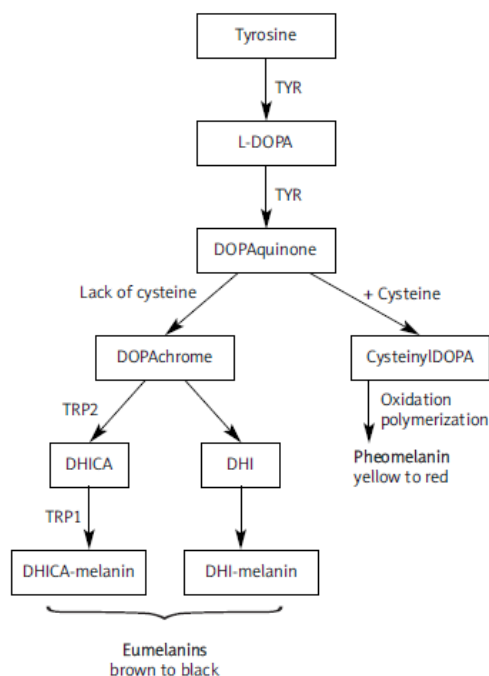 Tyrosine
TYR
L-DOPA
TYR
DOPAquinone
Lack of cysteine
+ Cysteine
DOPAchrome
CysteinylDOPA
TRP2
Oxidation
polymerization
DHICA
DHI
Pheomelanin
yellow to red
TRP1
DHICA-melanin
DHI-melanin
Eumelanins
brown to black